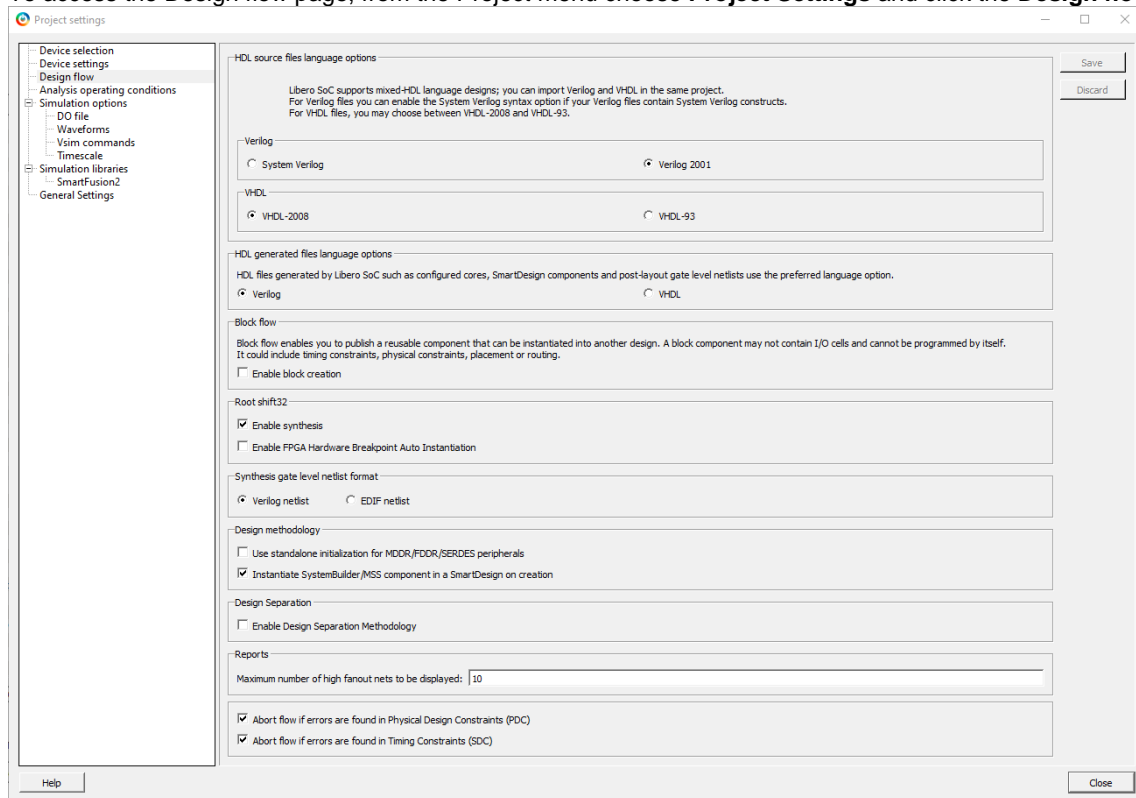 To access the Design flow page, from the Project menu choose Project Settings and click the Design flo
Project settings
Device selection
Device settings
Design flow
Analysis operating conditions
Simulation options
DO file
Waveforms
Vsim commands
Timescale
Simulation libraries
SmartFusion2
General Settings
HDL source files language options
Libero SoC supports mixed-HDL language designs; you can import Verilog and VHDL in the same project.
For Verilog files you can enable the System Verilog syntax option if your Verilog files contain System Verilog constructs.
For VHDL files, you may choose between VHDL-2008 and VHDL-93.
Verilog
System Verilog Verilog 2001
VHDL
VHDL-2008 VHDL-93
HDL generated files language options
HDL files generated by Libero SoC such as configured cores, SmartDesign components and post-layout gate level netlists use the preferred language option.
Verilog VHDL
Block flow
Block flow enables you to publish a reusable component that can be instantiated into another design. A block component may not contain I/O cells and cannot be programmed by itself.
It could include timing constraints, physical constraints, placement or routing.
Enable block creation
Root shift32
Enable synthesis
Enable FPGA Hardware Breakpoint Auto Instantiation
Synthesis gate level netlist format
Verilog netlist EDIF netlist
Design methodology
Use standalone initialization for MDDR/FDDR/SERDES peripherals
Instantiate SystemBuilder/MSS component in a SmartDesign on creation
Design Separation
Enable Design Separation Methodology
Reports
Maximum number of high fanout nets to be displayed: 10
Abort flow if errors are found in Physical Design Constraints (PDC)
Abort flow if errors are found in Timing Constraints (SDC)
Save
Discard
Help
Close